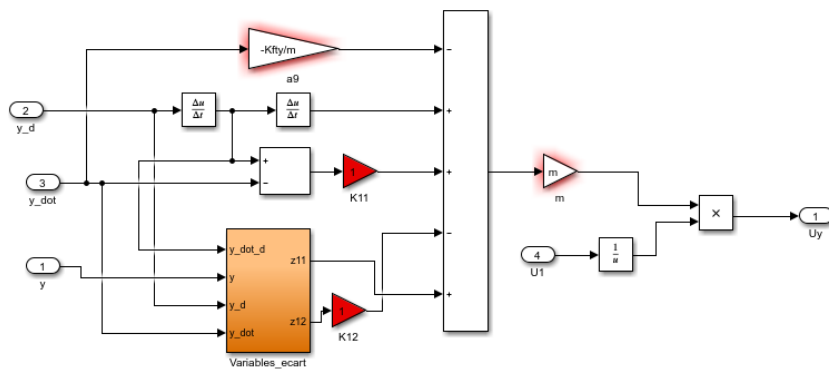 -Kfty/m
a9
2
y_d
Δu
Δt
Δu
Δt
3
y_dot
1
K11
m
m
×
1
Uy
4
U1
1
u
1
y
y_dot_d
y
y_d
y_dot
z11
z12
Variables_ecart
1
K12
−
+
+
−
+
+
−